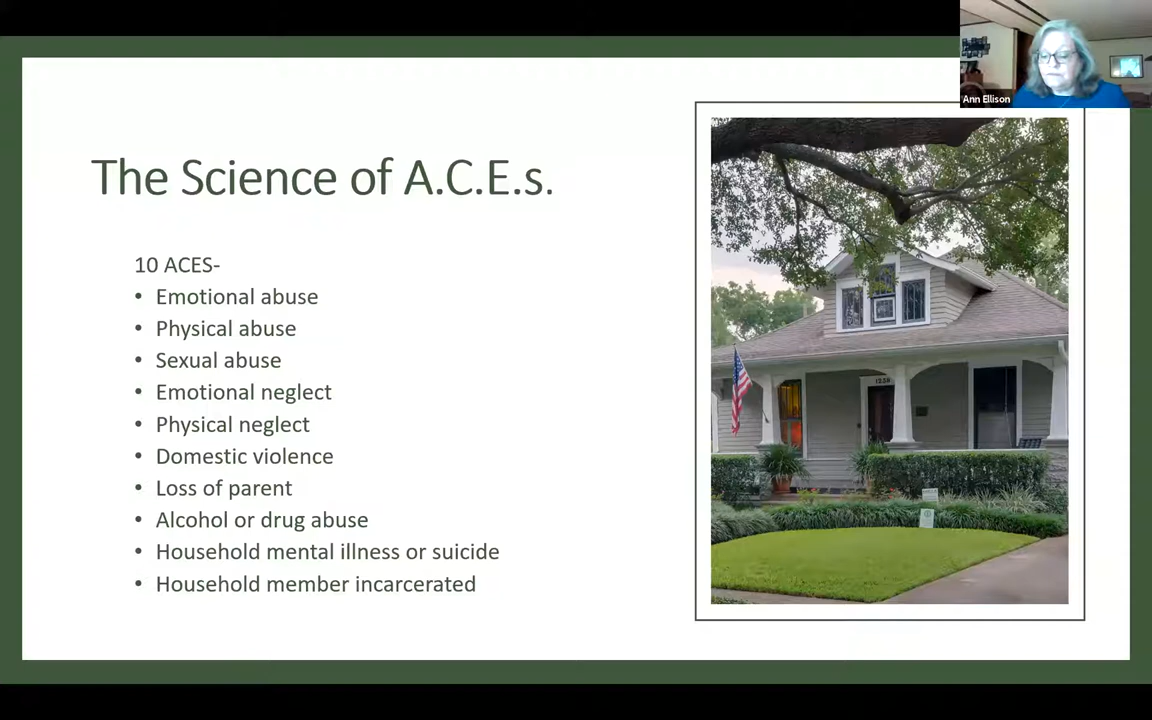 Ann Ellison
The Science of A.C.E.s.
10 ACES-
• Emotional abuse
• Physical abuse
• Sexual abuse
• Emotional neglect
• Physical neglect
• Domestic violence
• Loss of parent
• Alcohol or drug abuse
• Household mental illness or suicide
• Household member incarcerated